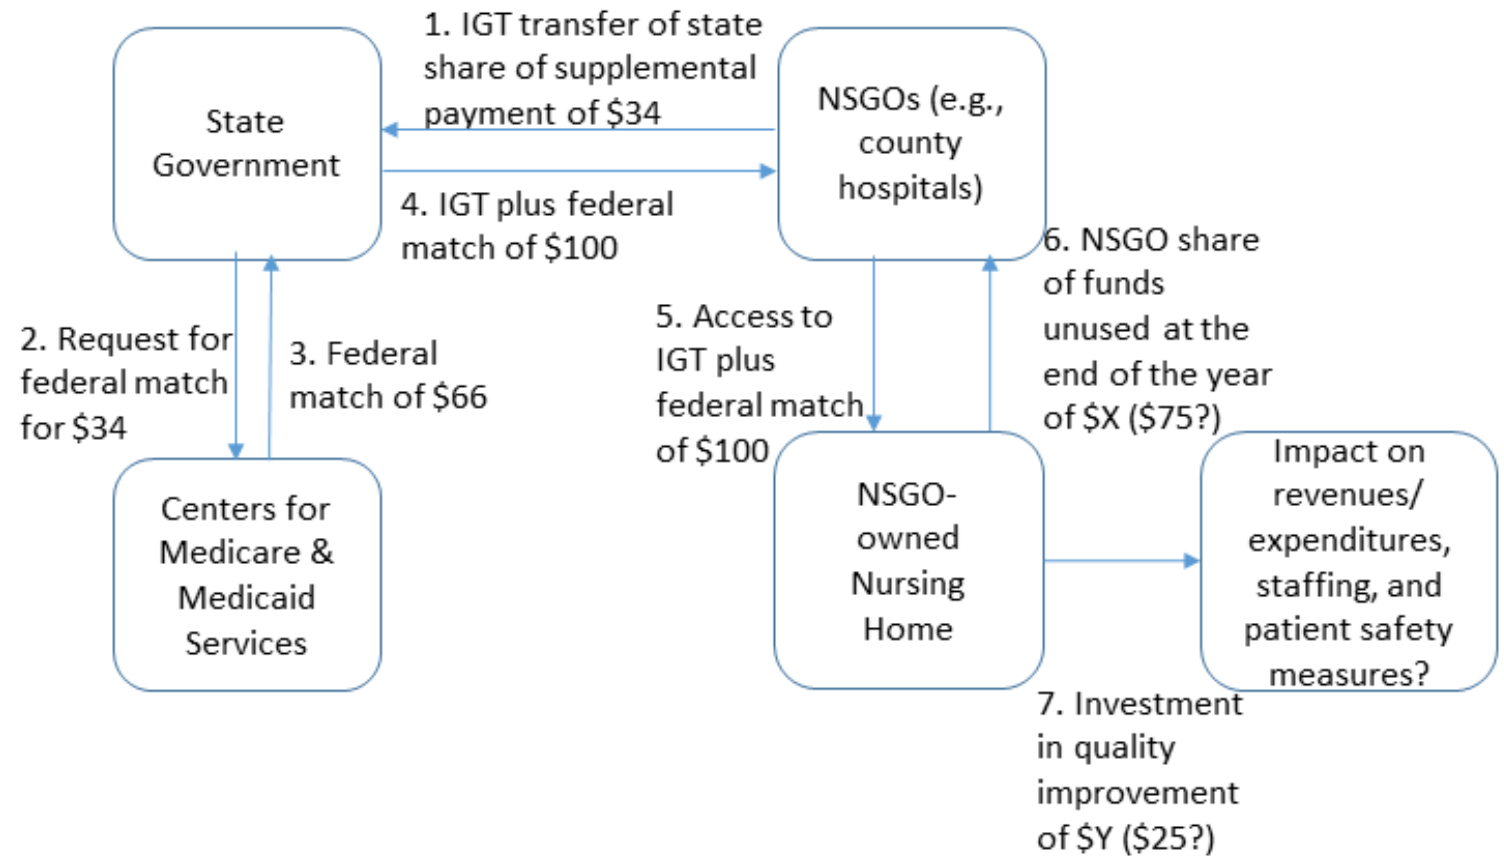 1. IGT transfer of state
share of supplemental
payment of $34
State
Government
NSGOs (e.g.,
county
hospitals)
4. IGT plus federal
match of $100
2. Request for
federal match
for $34
3. Federal
match of $66
5. Access to
IGT plus
federal match
of $100
6. NSGO share
of funds
unused at the
end of the year
of $X ($75?)
Centers for
Medicare &
Medicaid
Services
NSGO-
owned
Nursing
Home
Impact on
revenues/
expenditures,
staffing, and
patient safety
measures?
7. Investment
in quality
improvement
of $Y ($25?)